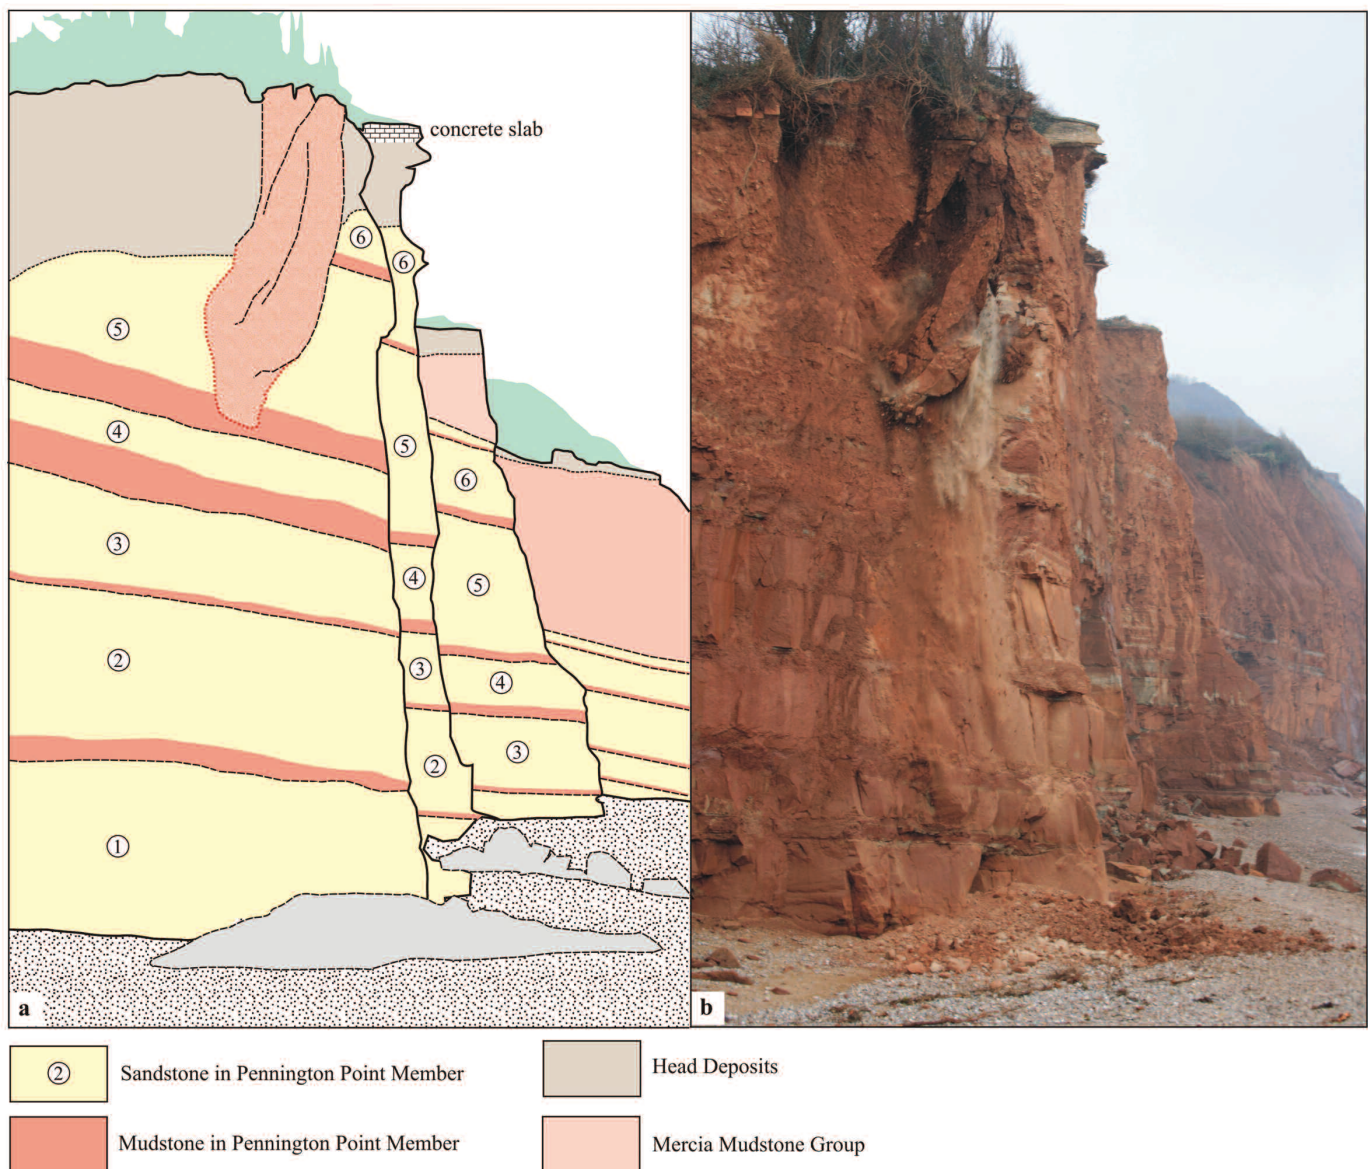 concrete slab
6
6
5
4
5
6
3
4
5
2
3
4
2
3
1
a
b
2 Sandstone in Pennington Point Member
Head Deposits
Mudstone in Pennington Point Member
Mercia Mudstone Group